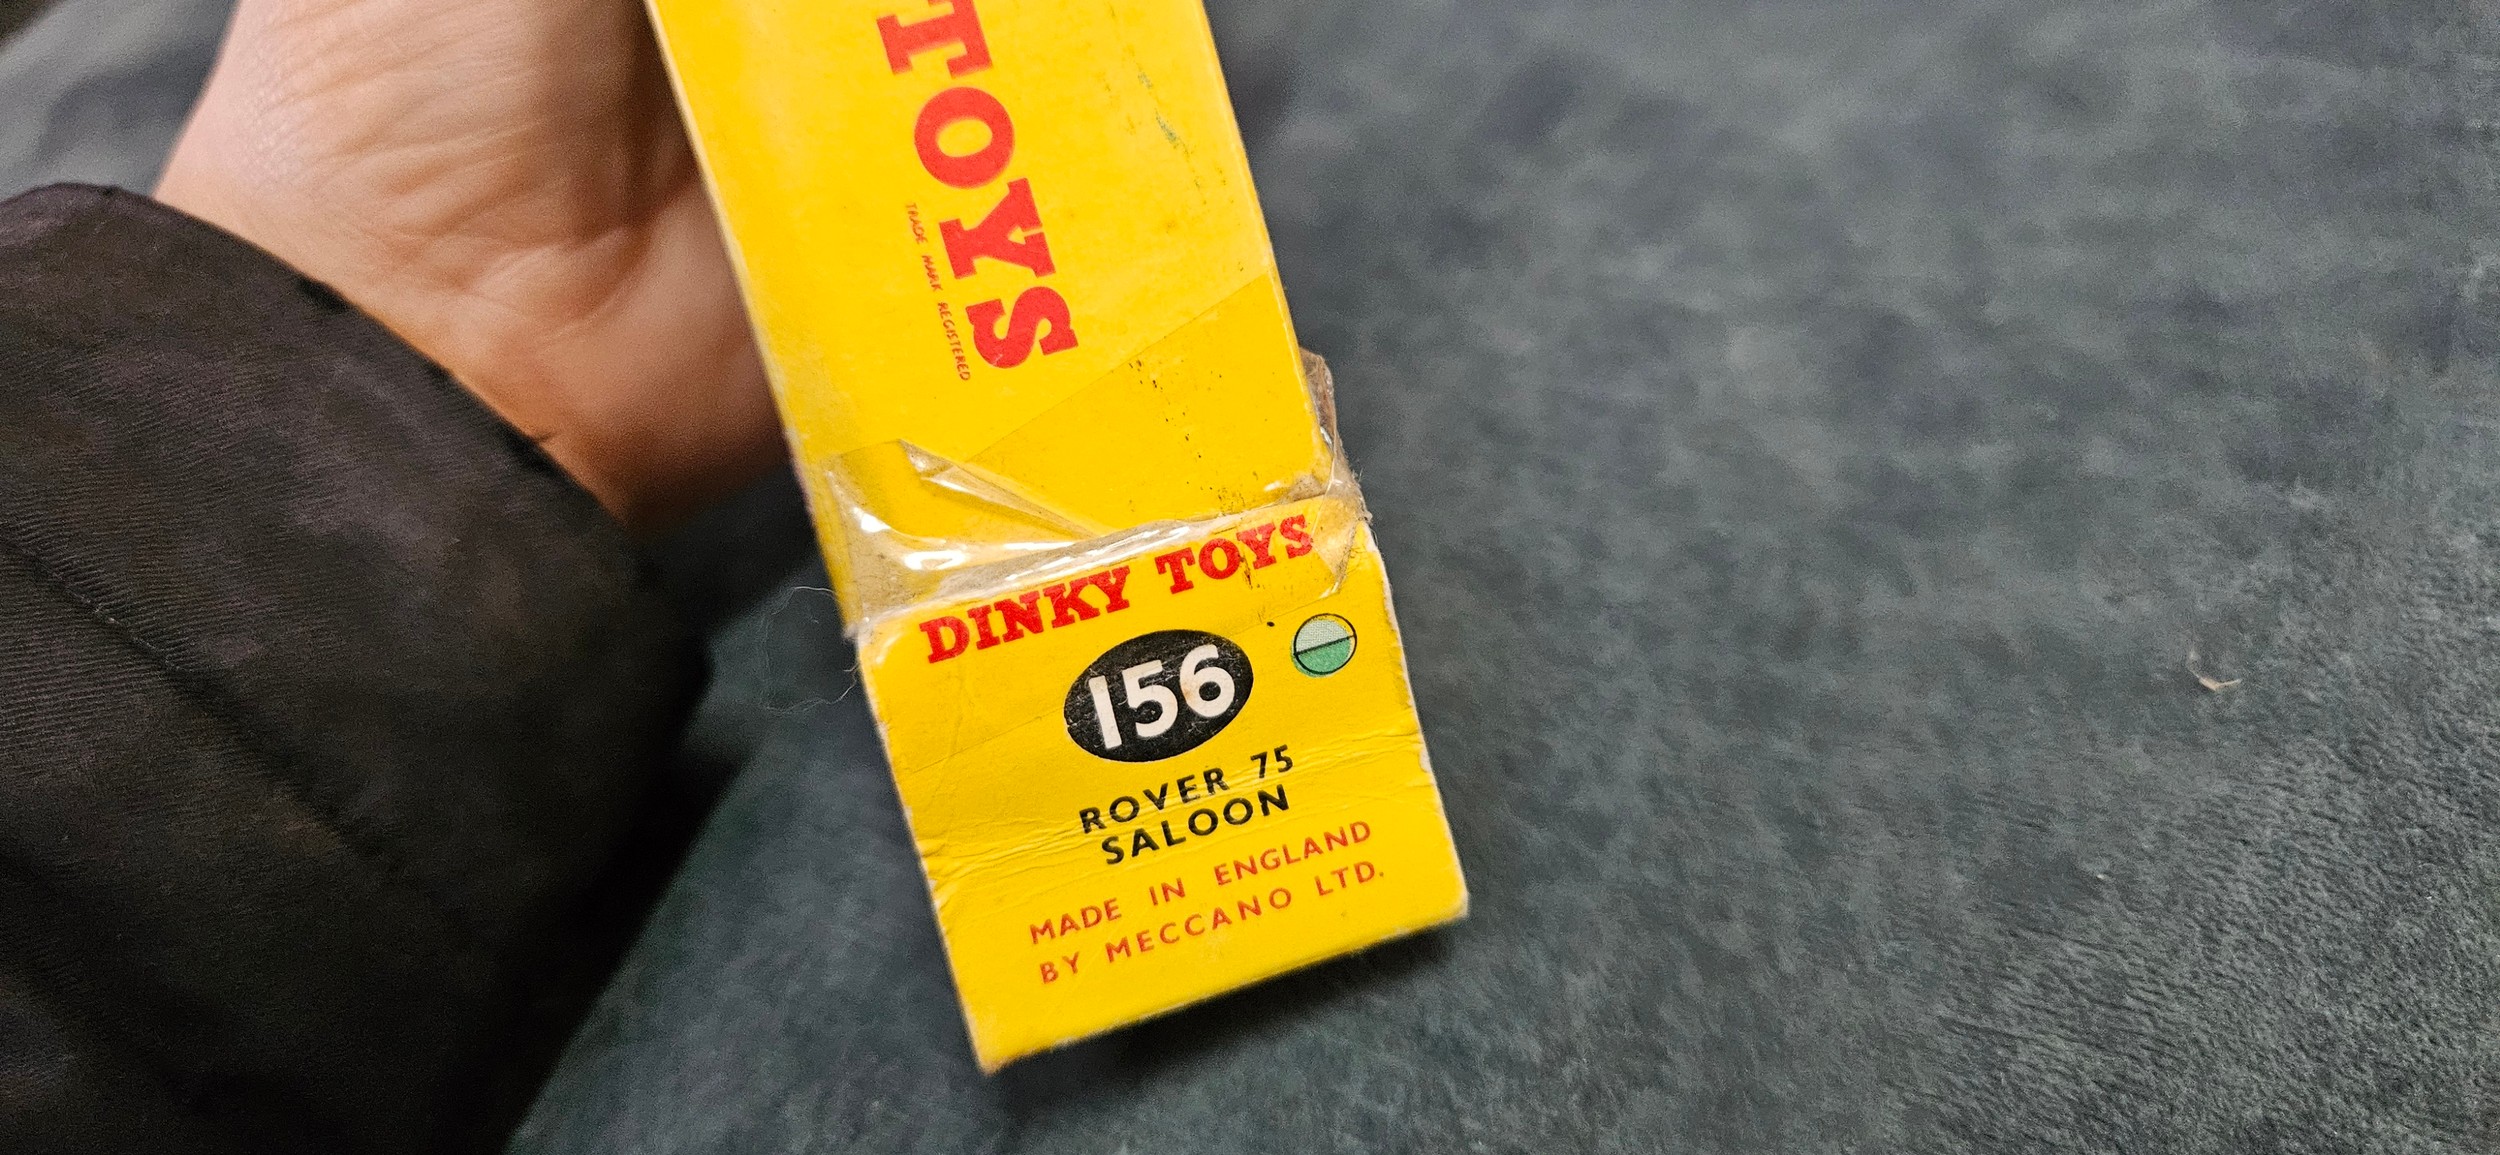 TOYS
TRADE MARK REGISTERED
DINKY TOYS
156
ROVER 75
SALOON
MADE IN ENGLAND
BY MECCANO LTD.